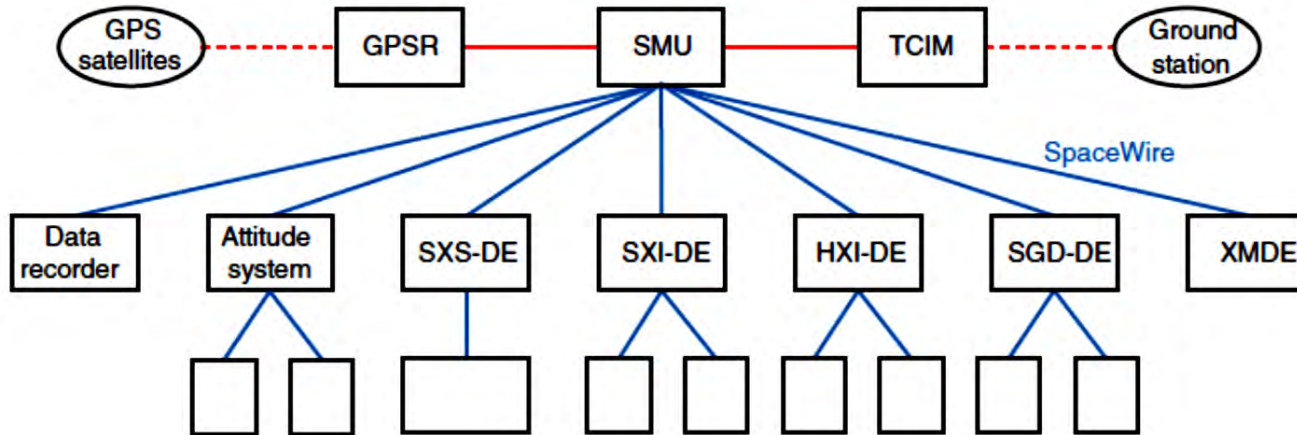 GPS
satellites
GPSR
SMU
TCIM
Ground
station
SpaceWire
Data
recorder
Attitude
system
SXS-DE
SXI-DE
HXI-DE
SGD-DE
XMDE